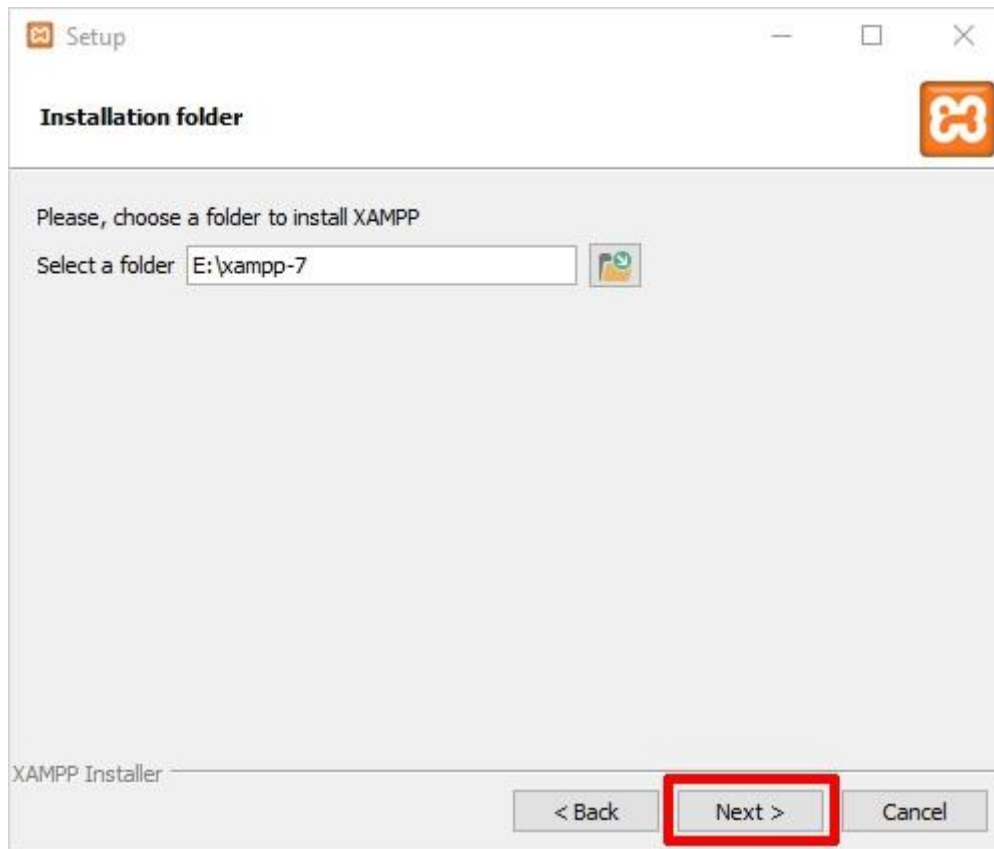 Setup
Installation folder
Please, choose a folder to install XAMPP
Select a folder E:\xampp-7
XAMPP Installer
< Back Next > Cancel